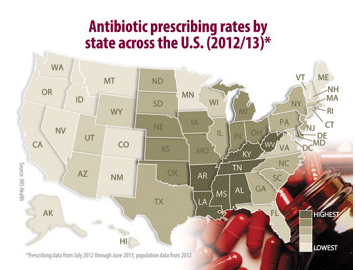 Antibiotic prescribing rates by
state across the U.S. (2012/13)*
WA
MT
ND
MN
VT
ME
OR
ID
SD
WI
MI
NY
NH
MA
WY
RI
NV
NE
IA
PA
CT
CA
UT
CO
IL
IN
OH
NJ
DE
KS
MO
WV
VA
MD
DC
KY
AZ
NM
OK
AR
TN
NC
SC
TX
LA
MS
AL
GA
FL
AK
HI
HIGHEST
LOWEST
Source: IMS Health
*Prescribing data from July 2012 through June 2013; population data from 2012